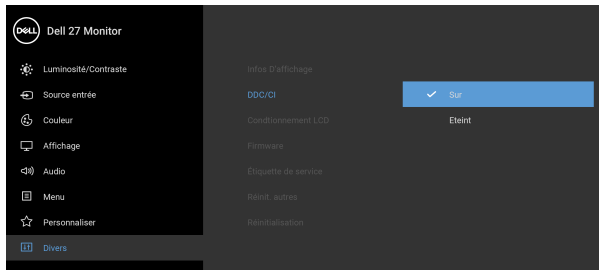 DELL Dell 27 Monitor
Luminosité/Contraste
Source entrée
Couleur
Affichage
Audio
Menu
Personnaliser
Divers
Infos D'affichage
DDC/CI
Condtionnement LCD
Firmware
Étiquette de service
Réinit. autres
Réinitialisation
Sur
Eteint